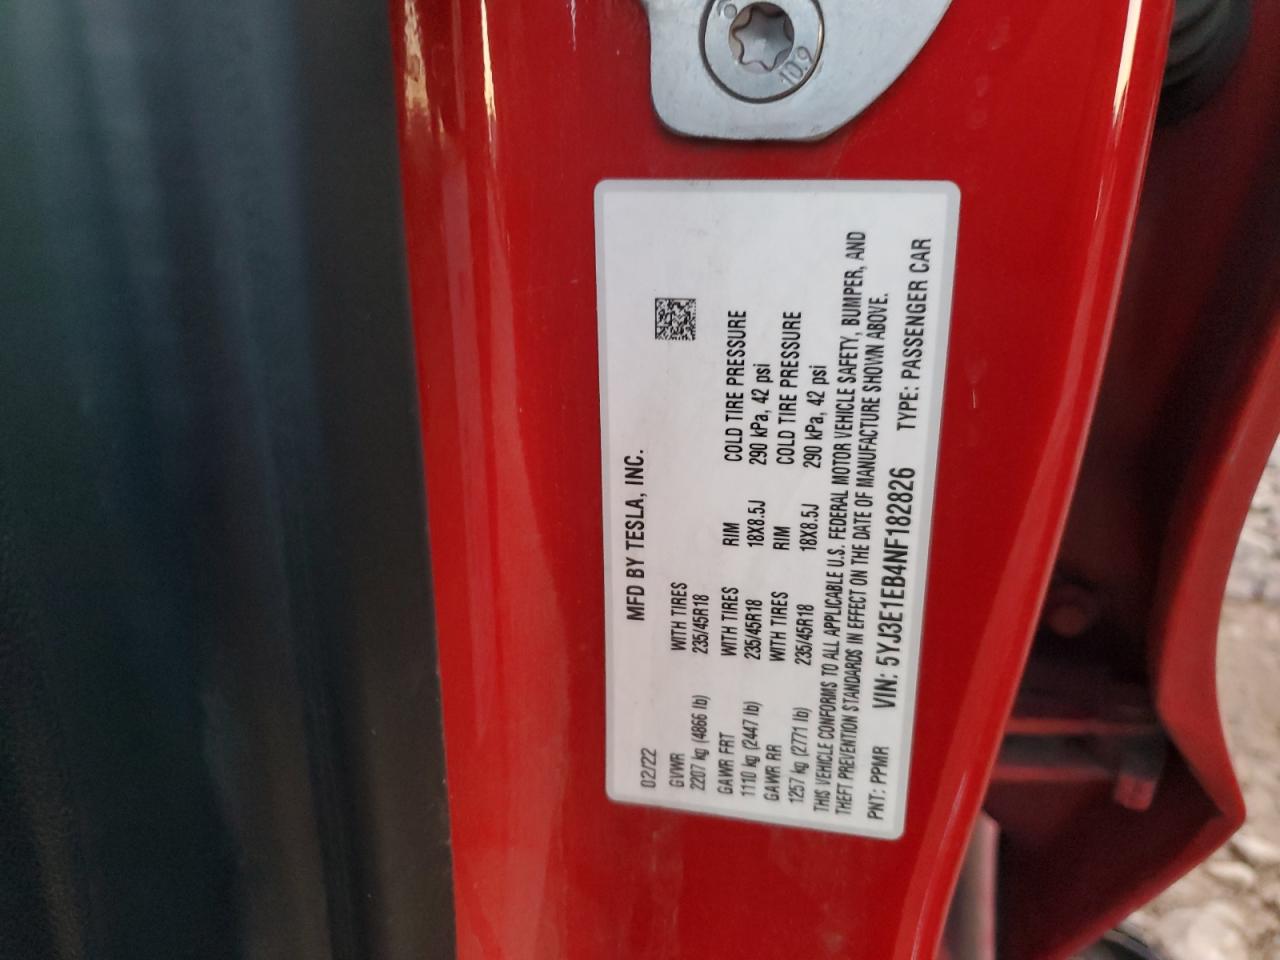 10.9
MFD BY TESLA, INC.
02/22
GVWR WITH TIRES
2207 kg (4866 lb) 235/45R18
GAWR FRT WITH TIRES RIM COLD TIRE PRESSURE
1110 kg (2447 lb) 235/45R18 18X8.5J 290 kPa, 42 psi
GAWR RR WITH TIRES RIM COLD TIRE PRESSURE
1257 kg (2771 lb) 235/45R18 18X8.5J 290 kPa, 42 psi
THIS VEHICLE CONFORMS TO ALL APPLICABLE U.S. FEDERAL MOTOR VEHICLE SAFETY, BUMPER, AND
THEFT PREVENTION STANDARDS IN EFFECT ON THE DATE OF MANUFACTURE SHOWN ABOVE.
PNT: PPMR VIN: 5YJ3E1EB4NF182826 TYPE: PASSENGER CAR